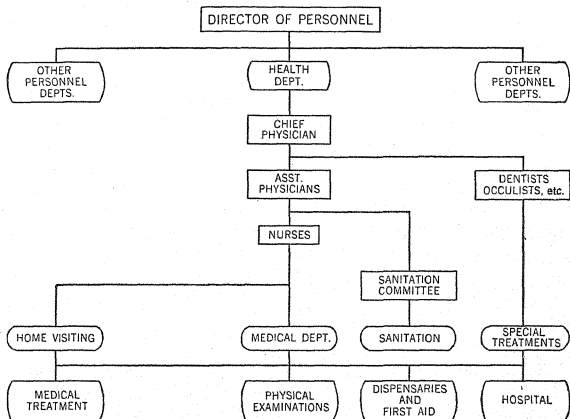 DIRECTOR OF PERSONNEL
OTHER
PERSONNEL
DEPTS.
HEALTH
DEPT.
OTHER
PERSONNEL
DEPTS.
CHIEF
PHYSICIAN
ASST.
PHYSICIANS
DENTISTS
OCCULISTS, etc.
NURSES
SANITATION
COMMITTEE
HOME VISITING
MEDICAL DEPT.
SANITATION
SPECIAL
TREATMENTS
MEDICAL
TREATMENT
PHYSICAL
EXAMINATIONS
DISPENSARIES
AND
FIRST AID
HOSPITAL